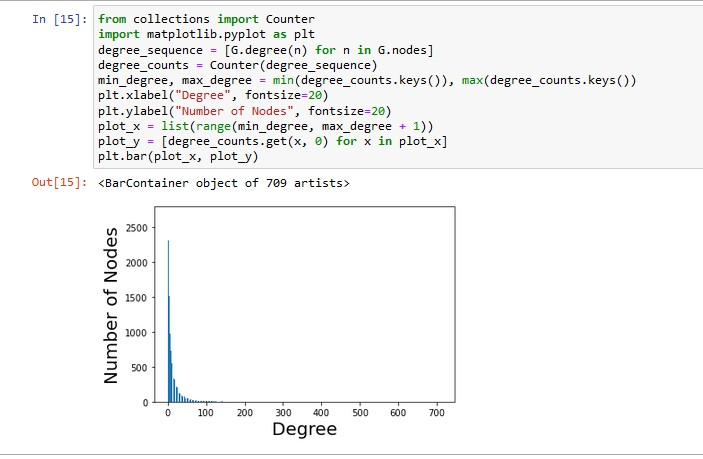 In [15]: from collections import Counter
import matplotlib.pyplot as plt
degree_sequence = [G.degree(n) for n in G.nodes]
degree_counts = Counter(degree_sequence)
min_degree, max_degree = min(degree_counts.keys()), max(degree_counts.keys())
plt.xlabel("Degree", fontsize=20)
plt.ylabel("Number of Nodes", fontsize=20)
plot_x = list(range(min_degree, max_degree + 1))
plot_y = [degree_counts.get(x, 0) for x in plot_x]
plt.bar(plot_x, plot_y)
Out[15]: <BarContainer object of 709 artists>
Number of Nodes
2500
2000
1500
1000
500
0
0 100 200 300 400 500 600 700
Degree